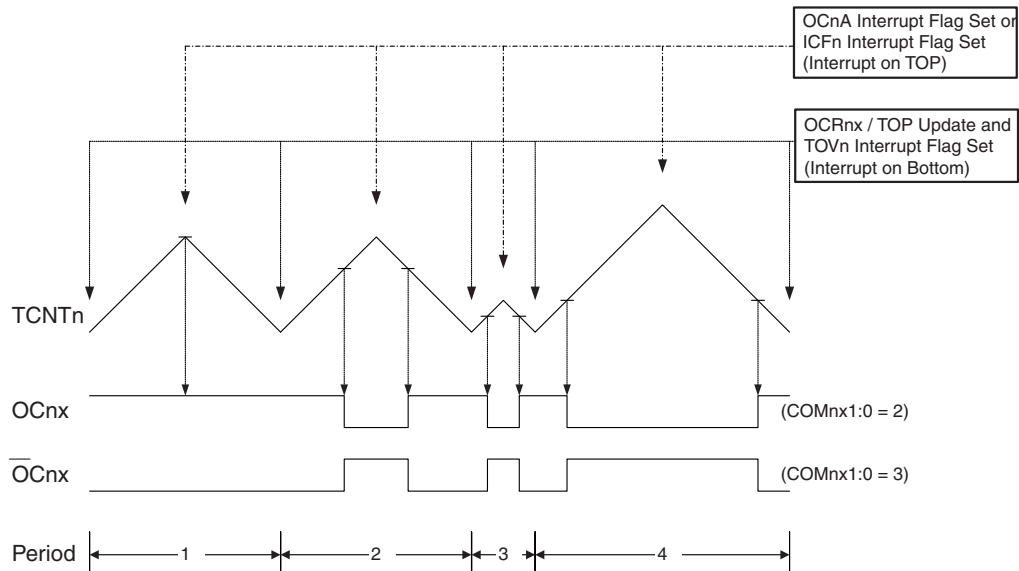 OCnA Interrupt Flag Set or
ICFn Interrupt Flag Set
(Interrupt on TOP)
OCRnx / TOP Update and
TOVn Interrupt Flag Set
(Interrupt on Bottom)
TCNTn
OCnx
(COMnx1:0 = 2)
O̅Cnx
(COMnx1:0 = 3)
Period
1
2
3
4